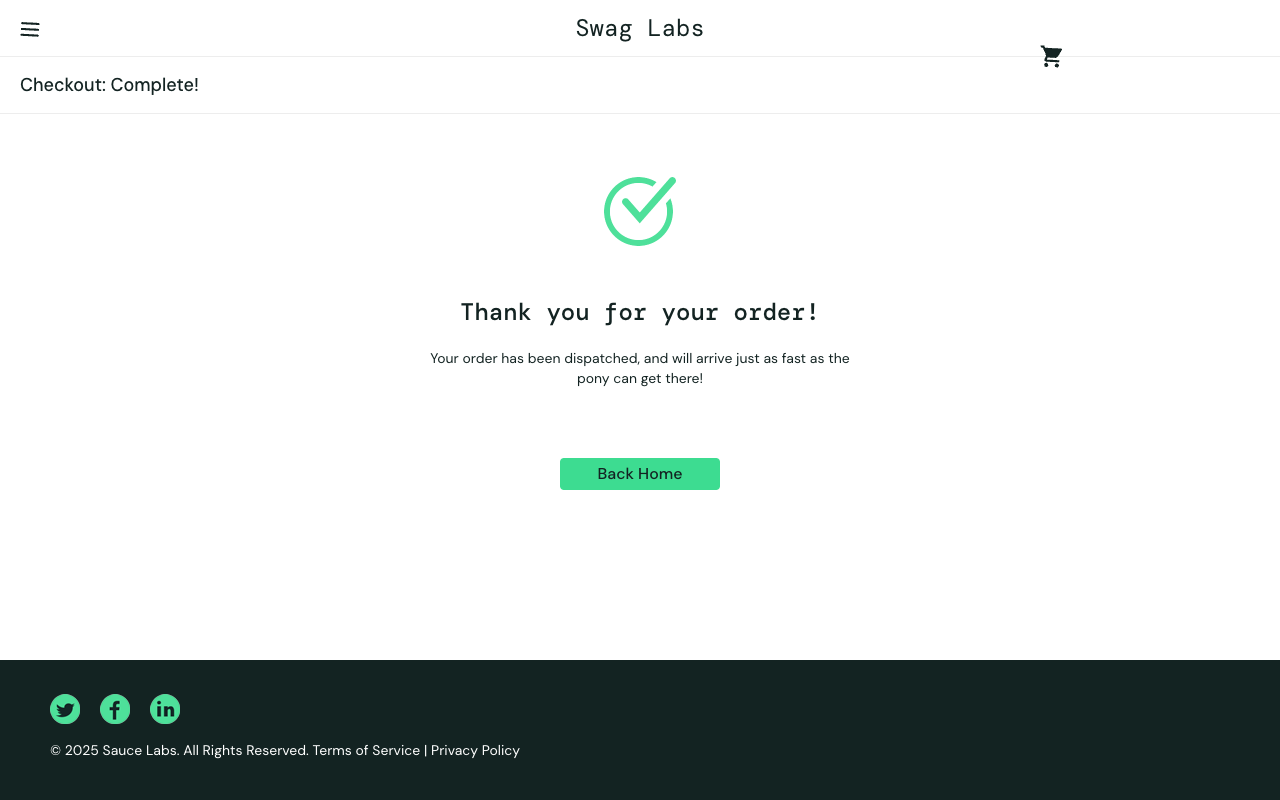 Swag Labs
Checkout: Complete!
Thank you for your order!
Your order has been dispatched, and will arrive just as fast as the
pony can get there!
Back Home
© 2025 Sauce Labs. All Rights Reserved. Terms of Service | Privacy Policy